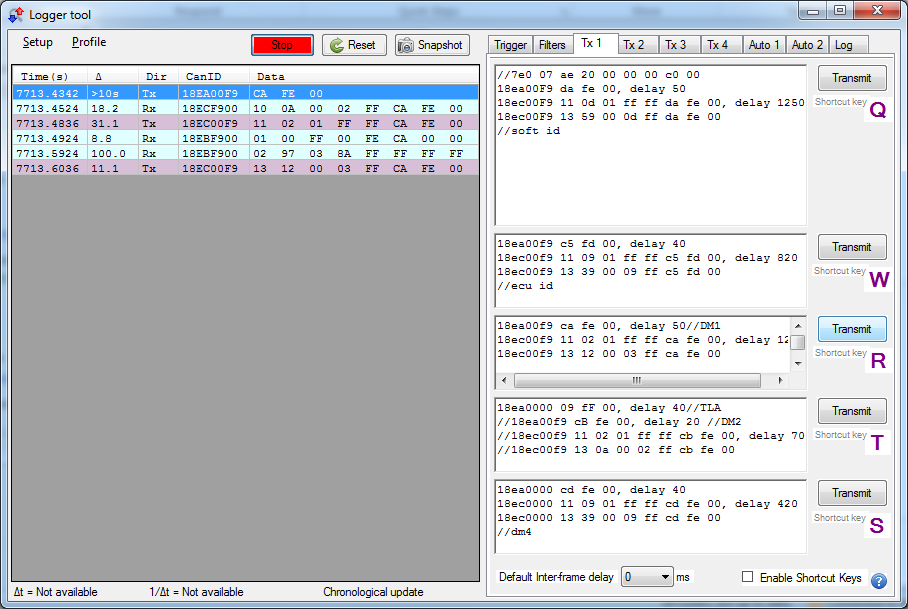 Logger tool
Setup Profile Stop Reset Snapshot
Time(s) Δ Dir CanID Data
7713.4342 >10s Tx 18EA00F9 CA FE 00
7713.4524 18.2 Rx 18ECF900 10 0A 00 02 FF CA FE 00
7713.4836 31.1 Tx 18EC00F9 11 02 01 FF FF CA FE 00
7713.4924 8.8 Rx 18EBF900 01 00 FF 00 FE CA 00 00
7713.5924 100.0 Rx 18EBF900 02 97 03 8A FF FF FF FF
7713.6036 11.1 Tx 18EC00F9 13 12 00 03 FF CA FE 00
Δt = Not available 1/Δt = Not available Chronological update
Trigger Filters Tx 1 Tx 2 Tx 3 Tx 4 Auto 1 Auto 2 Log
//7e0 07 ae 20 00 00 00 c0 00
18ea00F9 da fe 00, delay 50
18ec00F9 11 0d 01 ff ff da fe 00, delay 1250
18ec00F9 13 59 00 0d ff da fe 00
//soft id
Transmit
Shortcut key Q
18ea00f9 c5 fd 00, delay 40
18ec00f9 11 09 01 ff ff c5 fd 00, delay 820
18ec00f9 13 39 00 09 ff c5 fd 00
//ecu id
Transmit
Shortcut key W
18ea00f9 ca fe 00, delay 50//DM1
18ec00f9 11 02 01 ff ff ca fe 00, delay 12
18ec00f9 13 12 00 03 ff ca fe 00
Transmit
Shortcut key R
18ea0000 09 fF 00, delay 40//TLA
//18ea00f9 cB fe 00, delay 20 //DM2
//18ec00f9 11 02 01 ff ff cb fe 00, delay 70
//18ec00f9 13 0a 00 02 ff cb fe 00
Transmit
Shortcut key T
18ea0000 cd fe 00, delay 40
18ec0000 11 09 01 ff ff cd fe 00, delay 420
18ec0000 13 39 00 09 ff cd fe 00
//dm4
Transmit
Shortcut key S
Default Inter-frame delay 0 ms Enable Shortcut Keys ?